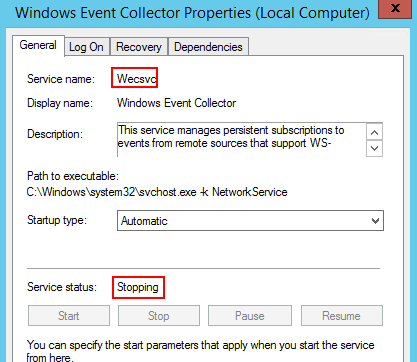 Windows Event Collector Properties (Local Computer)
x
General Log On Recovery Dependencies
Service name: Wecsvc
Display name: Windows Event Collector
Description: This service manages persistent subscriptions to
events from remote sources that support WS-
Path to executable:
C:\Windows\system32\svchost.exe -k NetworkService
Startup type: Automatic
Service status: Stopping
Start Stop Pause Resume
You can specify the start parameters that apply when you start the service
from here.